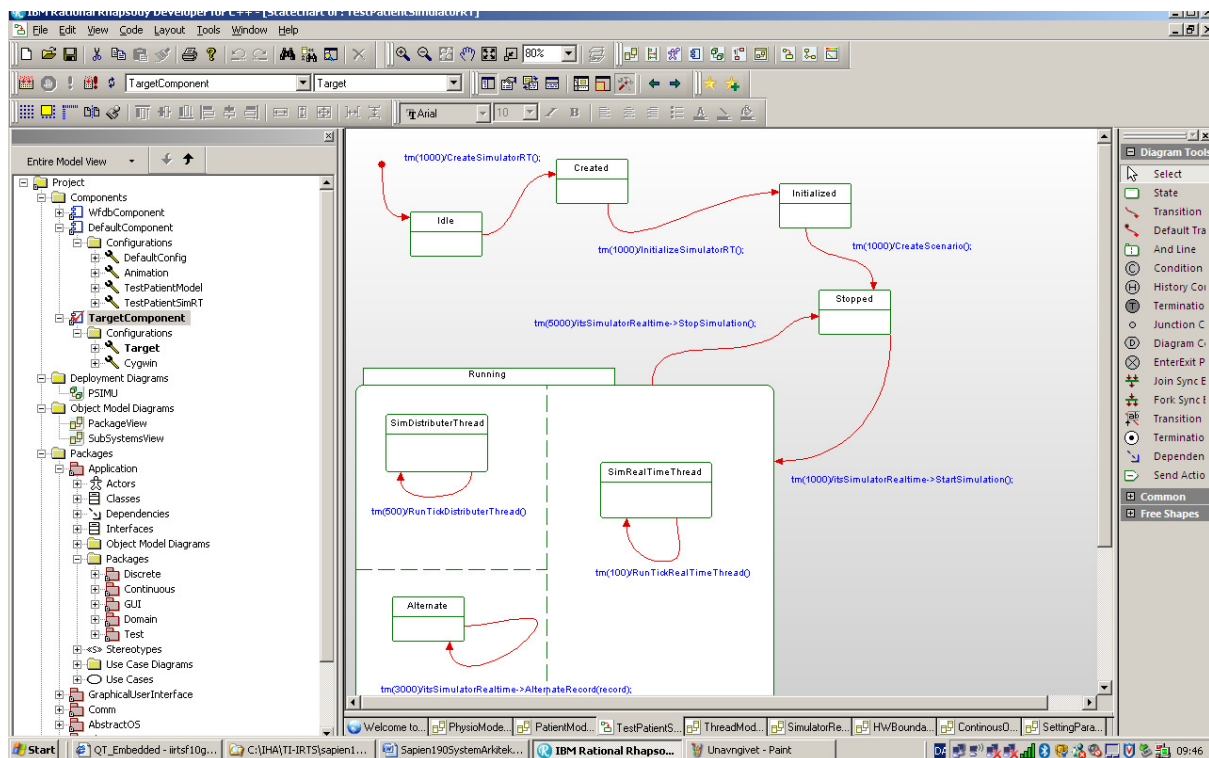 IBM Rational Rhapsody Developer for C++ - [Statechart of : TestPatientSimulatorRT]
File Edit View Code Layout Tools Window Help
80%
TargetComponent Target
Arial 10
Entire Model View
Project
Components
WfdbComponent
DefaultComponent
Configurations
DefaultConfig
Animation
TestPatientModel
TestPatientSimRT
TargetComponent
Configurations
Target
Cygwin
Deployment Diagrams
PSIMU
Object Model Diagrams
PackageView
SubSystemsView
Packages
Application
Actors
Classes
Dependencies
Interfaces
Object Model Diagrams
Packages
Discrete
Continuous
GUI
Domain
Test
«S» Stereotypes
Use Case Diagrams
Use Cases
GraphicalUserInterface
Comm
AbstractOS
tm(1000)/CreateSimulatorRT();
Created
Idle
Initialized
tm(1000)/InitializeSimulatorRT();
tm(1000)/CreateScenario();
Stopped
tm(5000)/itsSimulatorRealtime->StopSimulation();
Running
SimDistributerThread
tm(500)/RunTickDistributerThread()
SimRealTimeThread
tm(100)/RunTickRealTimeThread()
tm(1000)/itsSimulatorRealtime->StartSimulation();
Alternate
tm(3000)/itsSimulatorRealtime->AlternateRecord(record);
Diagram Tools
Select
State
Transition
Default Tra
And Line
Condition
History Con
Terminatio
Junction C
Diagram C
EnterExit P
Join Sync E
Fork Sync E
Transition
Terminatio
Dependen
Send Actio
Common
Free Shapes
Welcome to... PhysioMode... PatientMod... TestPatientS... ThreadMod... SimulatorRe... HWBounda... ContinousO... SettingPara...
Start QT_Embedded - iirtsf10g... C:\IHA\TI-IRTS\sapien1... Sapien190SystemArkitek... IBM Rational Rhapso... Unavngivet - Paint DA 09:46